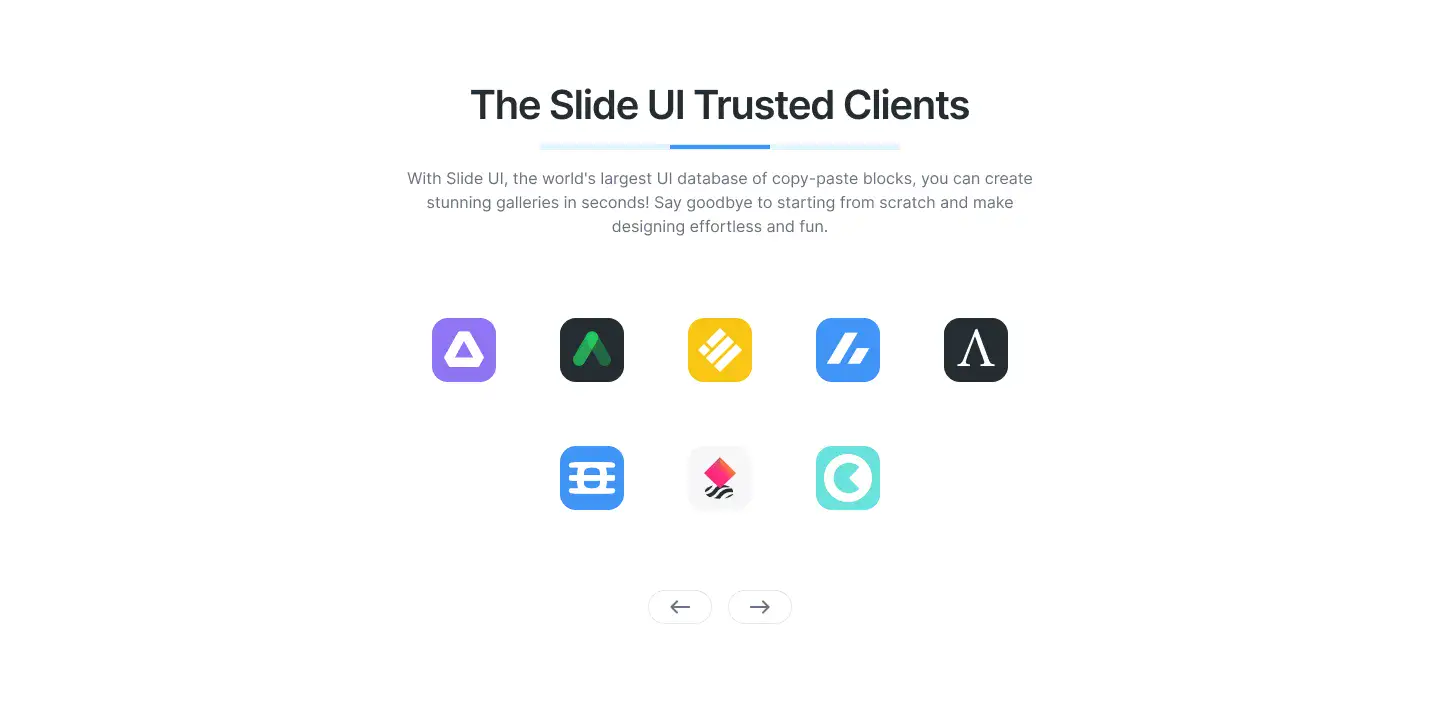 The Slide UI Trusted Clients
With Slide UI, the world's largest UI database of copy-paste blocks, you can create
stunning galleries in seconds! Say goodbye to starting from scratch and make
designing effortless and fun.